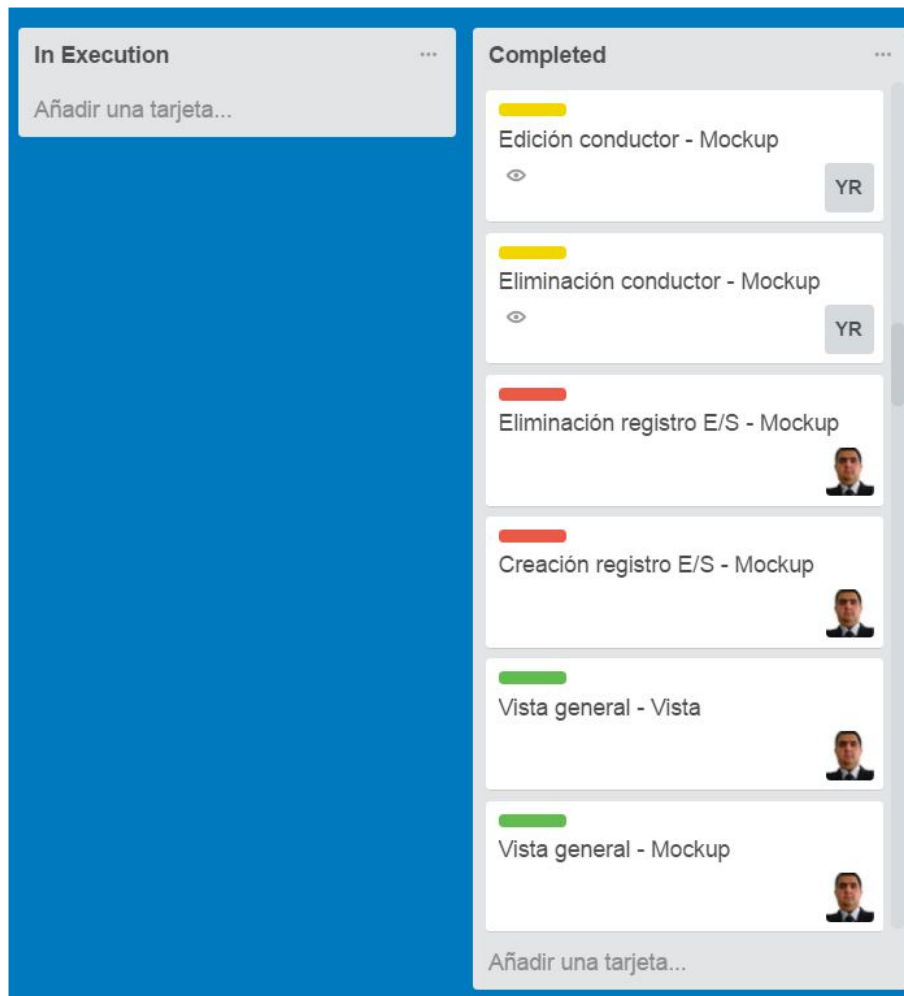 In Execution
Añadir una tarjeta...
Completed
Edición conductor - Mockup
YR
Eliminación conductor - Mockup
YR
Eliminación registro E/S - Mockup
Creación registro E/S - Mockup
Vista general - Vista
Vista general - Mockup
Añadir una tarjeta...